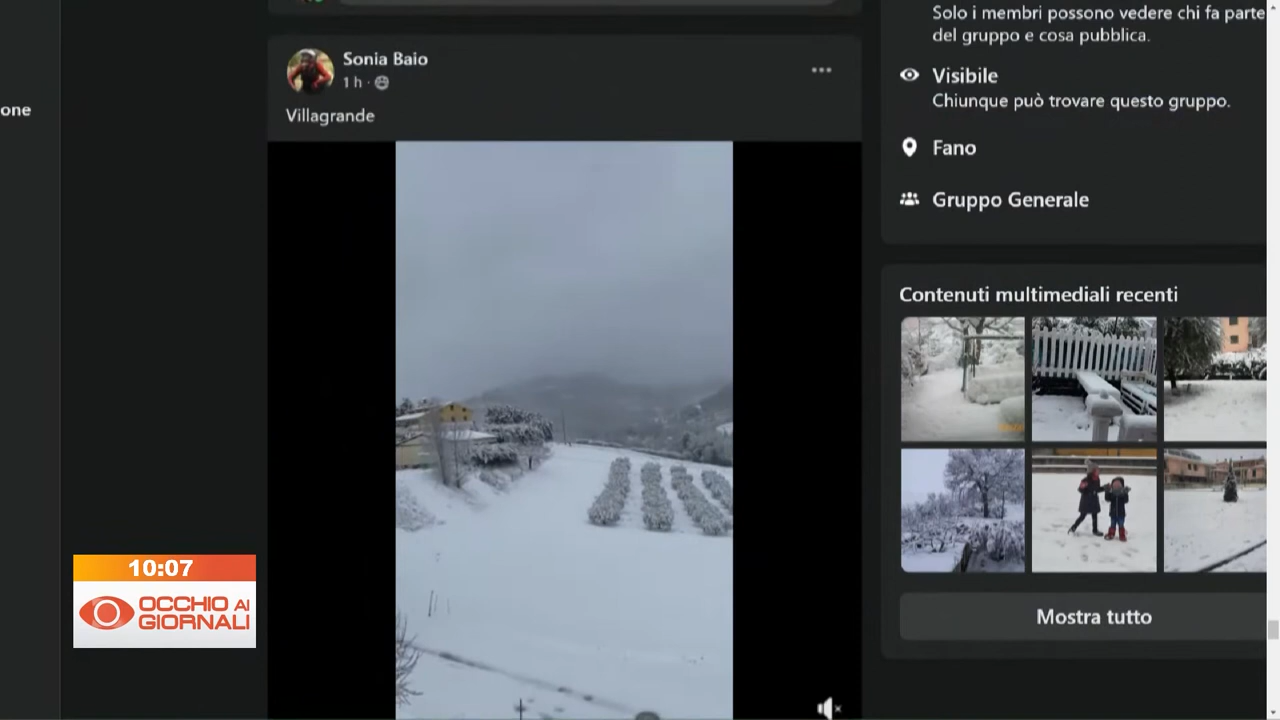 one
Sonia Baio
1 h ·
Villagrande
Solo i membri possono vedere chi fa parte
del gruppo e cosa pubblica.
Visibile
Chiunque può trovare questo gruppo.
Fano
Gruppo Generale
Contenuti multimediali recenti
Mostra tutto
10:07
OCCHIO AI
GIORNALI